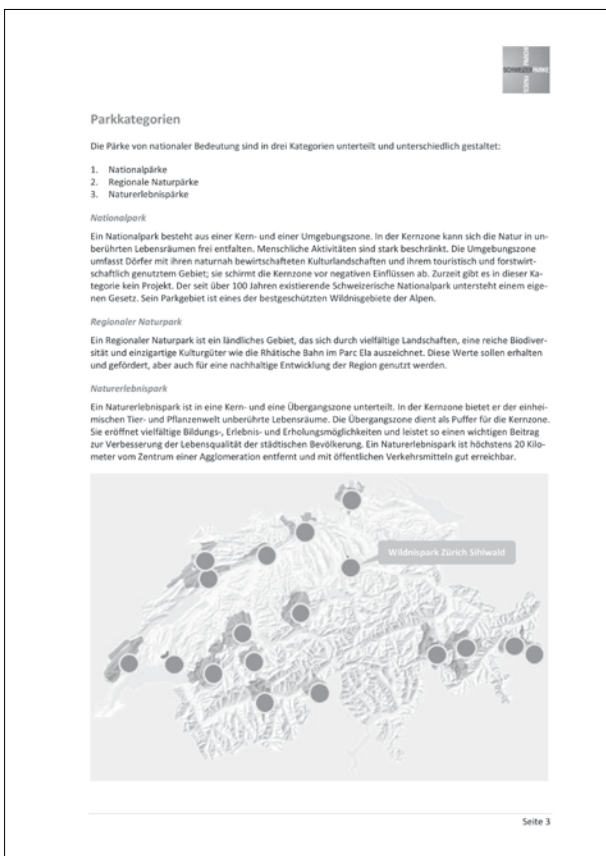 SCHWEIZER PÄRKE
Parkkategorien
Die Pärke von nationaler Bedeutung sind in drei Kategorien unterteilt und unterschiedlich gestaltet:
1. Nationalpärke
2. Regionale Naturpärke
3. Naturerlebnispärke
Nationalpark
Ein Nationalpark besteht aus einer Kern- und einer Umgebungszone. In der Kernzone kann sich die Natur in un-
berührten Lebensräumen frei entfalten. Menschliche Aktivitäten sind stark beschränkt. Die Umgebungszone
umfasst Dörfer mit ihren naturnah bewirtschafteten Kulturlandschaften und ihrem touristisch und forstwirt-
schaftlich genutztem Gebiet; sie schirmt die Kernzone vor negativen Einflüssen ab. Zurzeit gibt es in dieser Ka-
tegorie kein Projekt. Der seit über 100 Jahren existierende Schweizerische Nationalpark untersteht einem eige-
nen Gesetz. Sein Parkgebiet ist eines der bestgeschützten Wildnisgebiete der Alpen.
Regionaler Naturpark
Ein Regionaler Naturpark ist ein ländliches Gebiet, das sich durch vielfältige Landschaften, eine reiche Biodiver-
sität und einzigartige Kulturgüter wie die Rhätische Bahn im Parc Ela auszeichnet. Diese Werte sollen erhalten
und gefördert, aber auch für eine nachhaltige Entwicklung der Region genutzt werden.
Naturerlebnispark
Ein Naturerlebnispark ist in eine Kern- und eine Übergangszone unterteilt. In der Kernzone bietet er der einhei-
mischen Tier- und Pflanzenwelt unberührte Lebensräume. Die Übergangszone dient als Puffer für die Kernzone.
Sie eröffnet vielfältige Bildungs-, Erlebnis- und Erholungsmöglichkeiten und leistet so einen wichtigen Beitrag
zur Verbesserung der Lebensqualität der städtischen Bevölkerung. Ein Naturerlebnispark ist höchstens 20 Kilo-
meter vom Zentrum einer Agglomeration entfernt und mit öffentlichen Verkehrsmitteln gut erreichbar.
Wildnispark Zürich Sihlwald
Seite 3